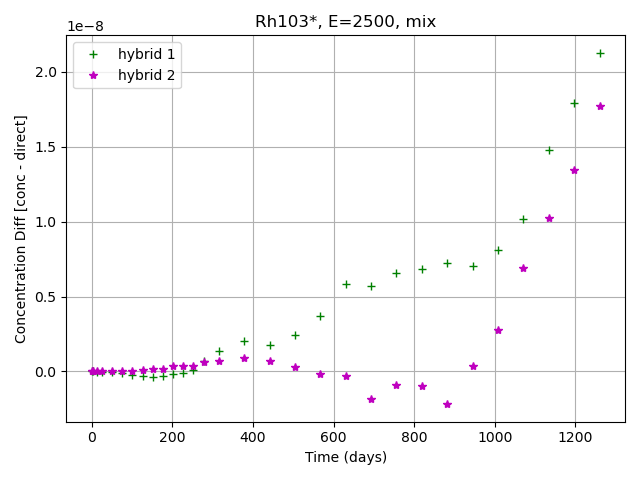 Rh103*, E=2500, mix
1e−8
hybrid 1
hybrid 2
2.0
1.5
1.0
0.5
0.0
Concentration Diff [conc - direct]
0 200 400 600 800 1000 1200
Time (days)